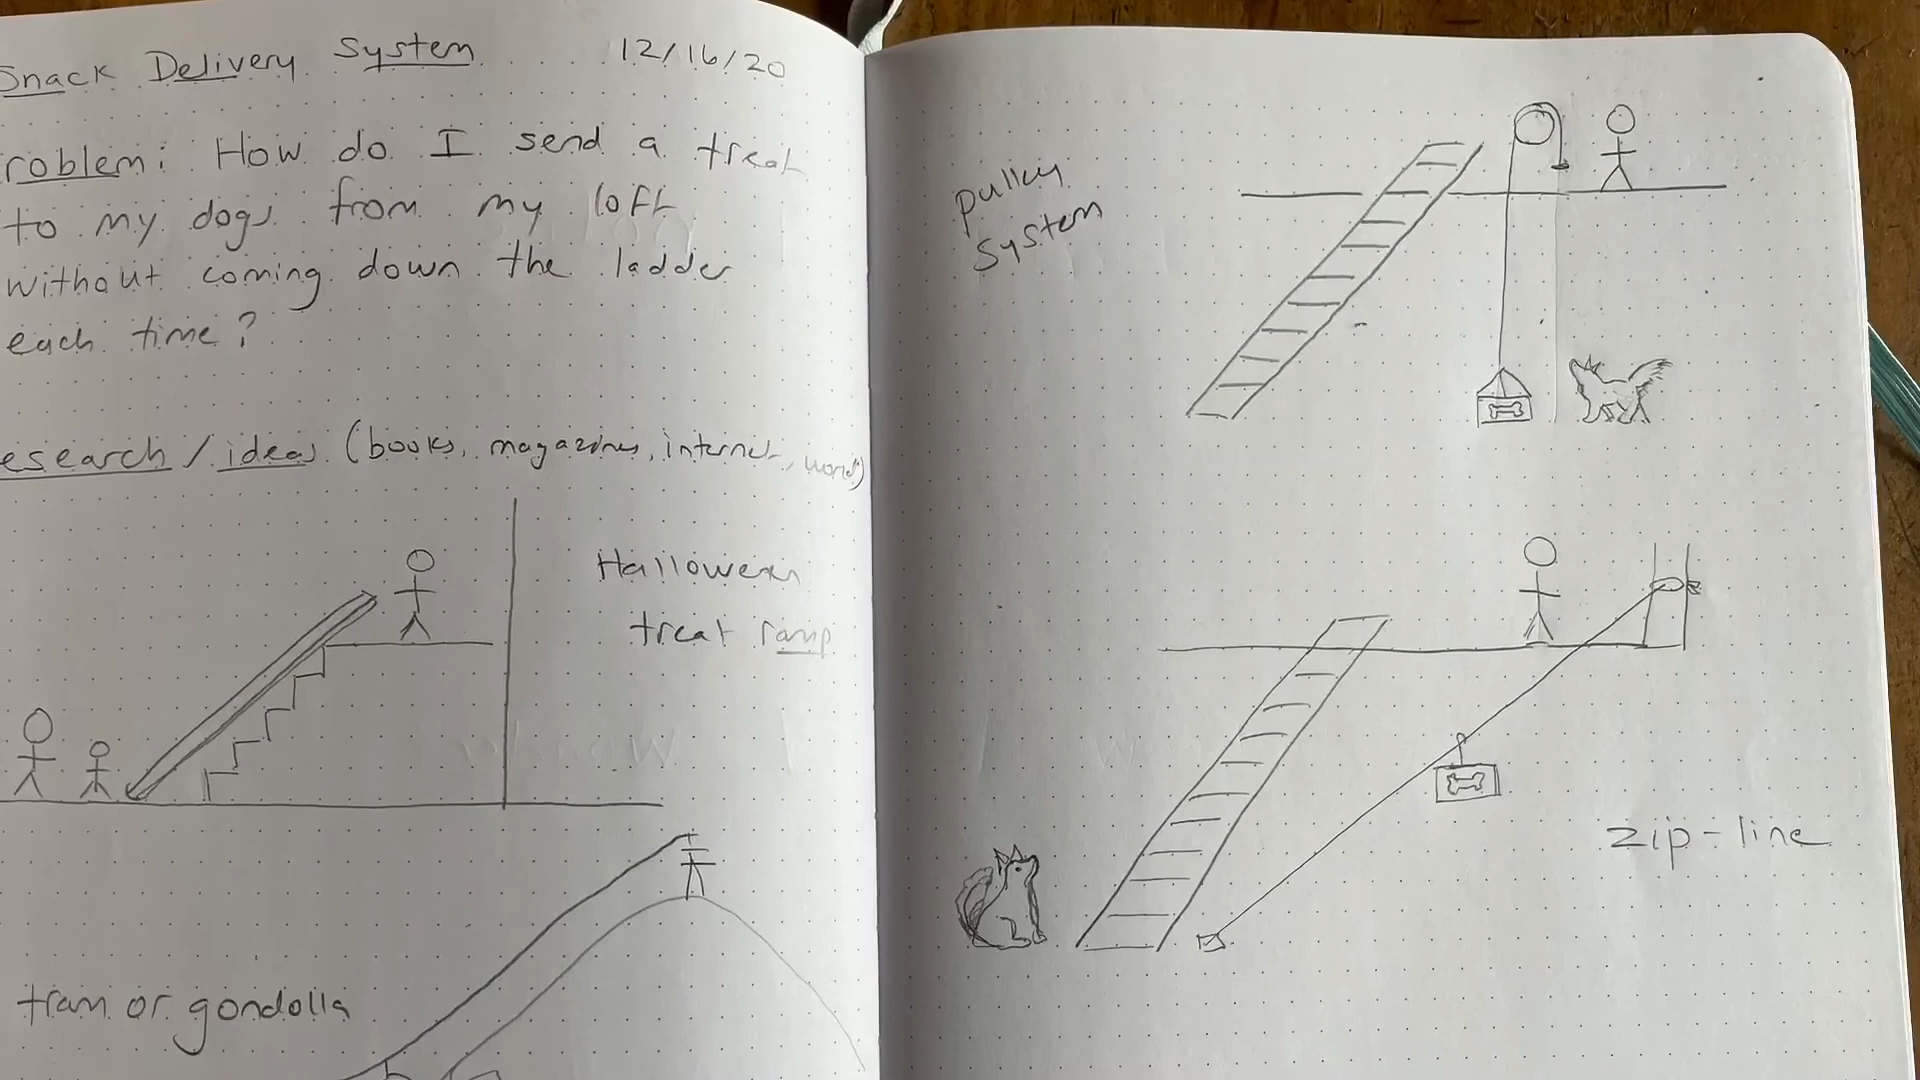 Snack Delivery System 12/16/20
roblem: How do I send a treat
to my dogs from my loft
without coming down the ladder
each time?
esearch / ideas (books, magazines, internet, world)
Halloween
treat ramp
tram or gondolla
pulley
system
zip-line